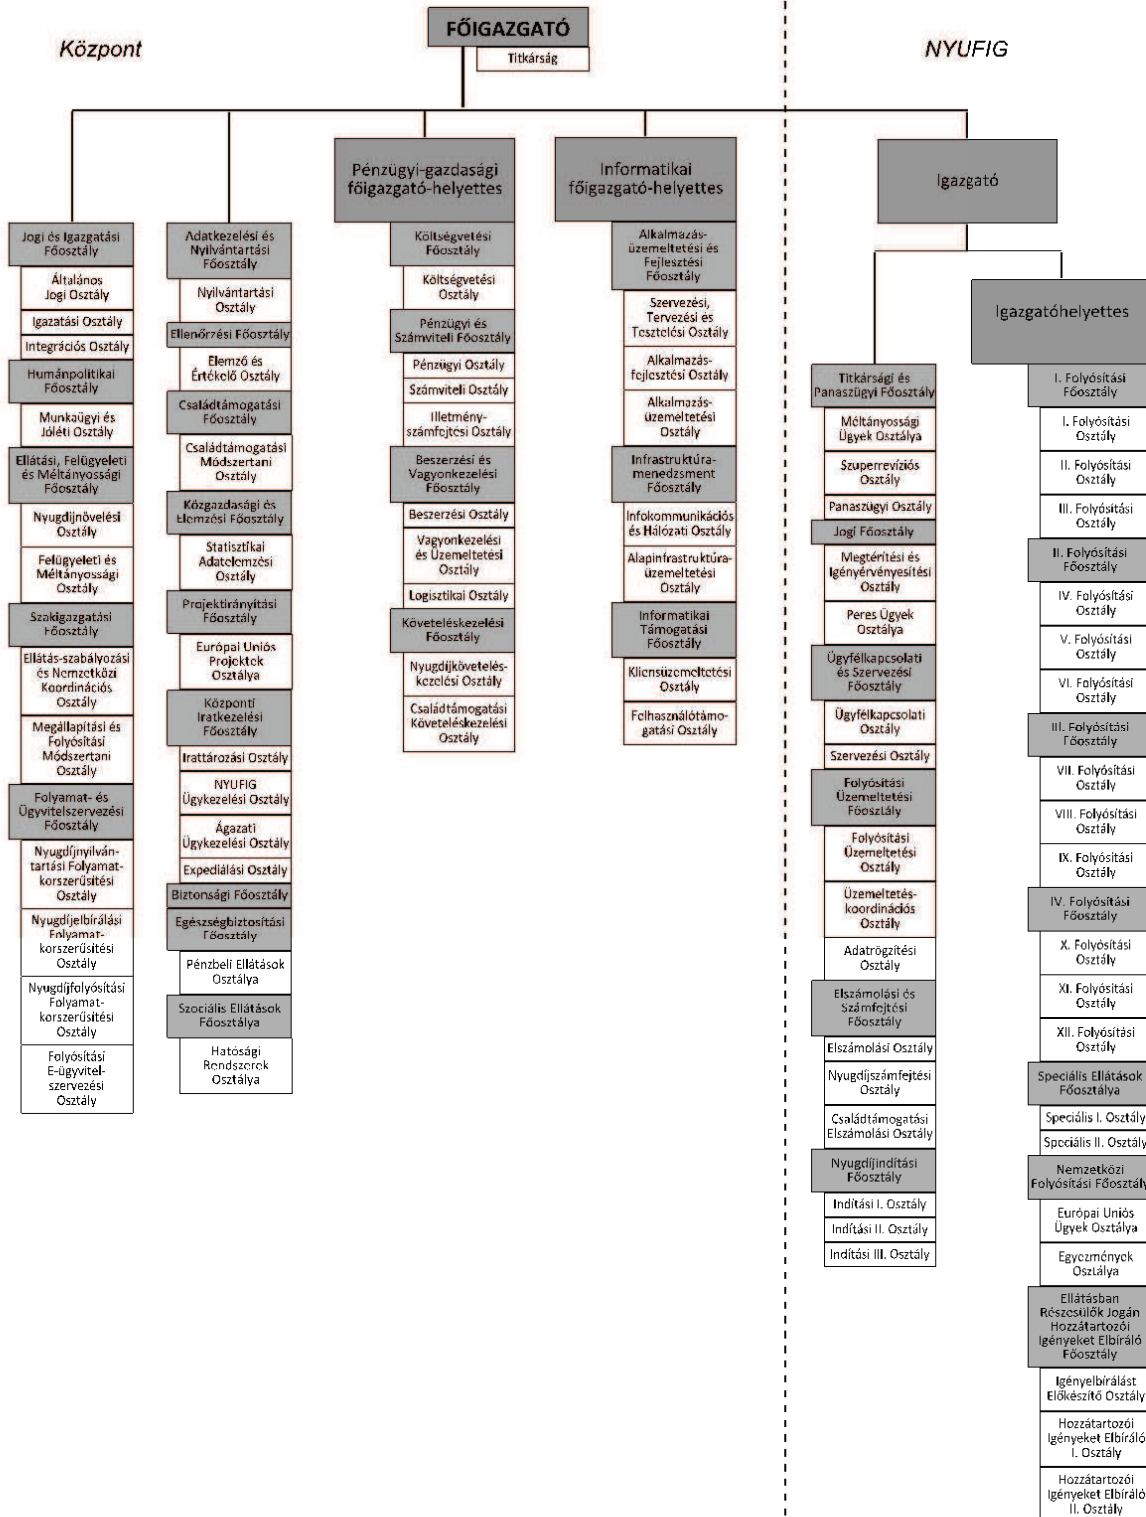 Központ
FŐIGAZGATÓ
Titkárság
NYUFIG
Pénzügyi-gazdasági
főigazgató-helyettes
Informatikai
főigazgató-helyettes
Igazgató
Igazgatóhelyettes
Jogi és Igazgatási
Főosztály
Általános
Jogi Osztály
Igazatási Osztály
Integrációs Osztály
Humánpolitikai
Főosztály
Munkaügyi és
Jóléti Osztály
Ellátási, Felügyeleti
és Méltányossági
Főosztály
Nyugdíjnövelési
Osztály
Felügyeleti és
Méltányossági
Osztály
Szakigazgatási
Főosztály
Ellátás-szabályozási
és Nemzetközi
Koordinációs
Osztály
Megállapítási és
Folyósítási
Módszertani
Osztály
Folyamat- és
Ügyvitelszervezési
Főosztály
Nyugdíjnyilván-
tartási Folyamat-
korszerűsítési
Osztály
Nyugdíjelbírálási
Folyamat-
korszerűsítési
Osztály
Nyugdíjfolyósítási
Folyamat-
korszerűsítési
Osztály
Folyósítási
E-ügyvitel-
szervezési
Osztály
Adatkezelési és
Nyilvántartási
Főosztály
Nyilvántartási
Osztály
Ellenőrzési Főosztály
Elemző és
Értékelő Osztály
Családtámogatási
Főosztály
Családtámogatási
Módszertani
Osztály
Közgazdasági és
Elemzési Főosztály
Statisztikai
Adatelemzési
Osztály
Projektirányítási
Főosztály
Európai Uniós
Projektek
Osztálya
Központi
Iratkezelési
Főosztály
Irattározási Osztály
NYUFIG
Ügykezelési Osztály
Ágazati
Ügykezelési Osztály
Expediálási Osztály
Biztonsági Főosztály
Egészségbiztosítási
Főosztály
Pénzbeli Ellátások
Osztálya
Szociális Ellátások
Főosztálya
Hatósági
Rendszerek
Osztálya
Költségvetési
Főosztály
Költségvetési
Osztály
Pénzügyi és
Számviteli Főosztály
Pénzügyi Osztály
Számviteli Osztály
Illetmény-
számfejtési Osztály
Beszerzési és
Vagyonkezelési
Főosztály
Beszerzési Osztály
Vagyonkezelési
és Üzemeltetési
Osztály
Logisztikai Osztály
Követeléskezelési
Főosztály
Nyugdíjkövetelés-
kezelési Osztály
Családtámogatási
Követeléskezelési
Osztály
Alkalmazás-
üzemeltetési és
Fejlesztési
Főosztály
Szervezési,
Tervezési és
Tesztelési Osztály
Alkalmazás-
fejlesztési Osztály
Alkalmazás-
üzemeltetési
Osztály
Infrastruktúra-
menedzsment
Főosztály
Infokommunikációs
és Hálózati Osztály
Alapinfrastruktúra-
üzemeltetési
Osztály
Informatikai
Támogatási
Főosztály
Kliensüzemeltetési
Osztály
Felhasználótámo-
gatási Osztály
Titkársági és
Panaszügyi Főosztály
Méltányossági
Ügyek Osztálya
Szuperrevíziós
Osztály
Panaszügyi Osztály
Jogi Főosztály
Megtérítési és
Igényérvényesítési
Osztály
Peres Ügyek
Osztálya
Ügyfélkapcsolati
és Szervezési
Főosztály
Ügyfélkapcsolati
Osztály
Szervezési Osztály
Folyósítási
Üzemeltetési
Főosztály
Folyósítási
Üzemeltetési
Osztály
Üzemeltetés-
koordinációs
Osztály
Adatrögzítési
Osztály
Elszámolási és
Számfejtési
Főosztály
Elszámolási Osztály
Nyugdíjszámfejtési
Osztály
Családtámogatási
Elszámolási Osztály
Nyugdíjindítási
Főosztály
Indítási I. Osztály
Indítási II. Osztály
Indítási III. Osztály
I. Folyósítási
Főosztály
I. Folyósítási
Osztály
II. Folyósítási
Osztály
III. Folyósítási
Osztály
II. Folyósítási
Főosztály
IV. Folyósítási
Osztály
V. Folyósítási
Osztály
VI. Folyósítási
Osztály
III. Folyósítási
Főosztály
VII. Folyósítási
Osztály
VIII. Folyósítási
Osztály
IX. Folyósítási
Osztály
IV. Folyósítási
Főosztály
X. Folyósítási
Osztály
XI. Folyósítási
Osztály
XII. Folyósítási
Osztály
Speciális Ellátások
Főosztálya
Speciális I. Osztály
Speciális II. Osztály
Nemzetközi
Folyósítási Főosztály
Európai Uniós
Ügyek Osztálya
Egyezmények
Osztálya
Ellátásban
Részesülők Jogán
Hozzátartozói
Igényeket Elbíráló
Főosztály
Igényelbírálást
Előkészítő Osztály
Hozzátartozói
Igényeket Elbíráló
I. Osztály
Hozzátartozói
Igényeket Elbíráló
II. Osztály